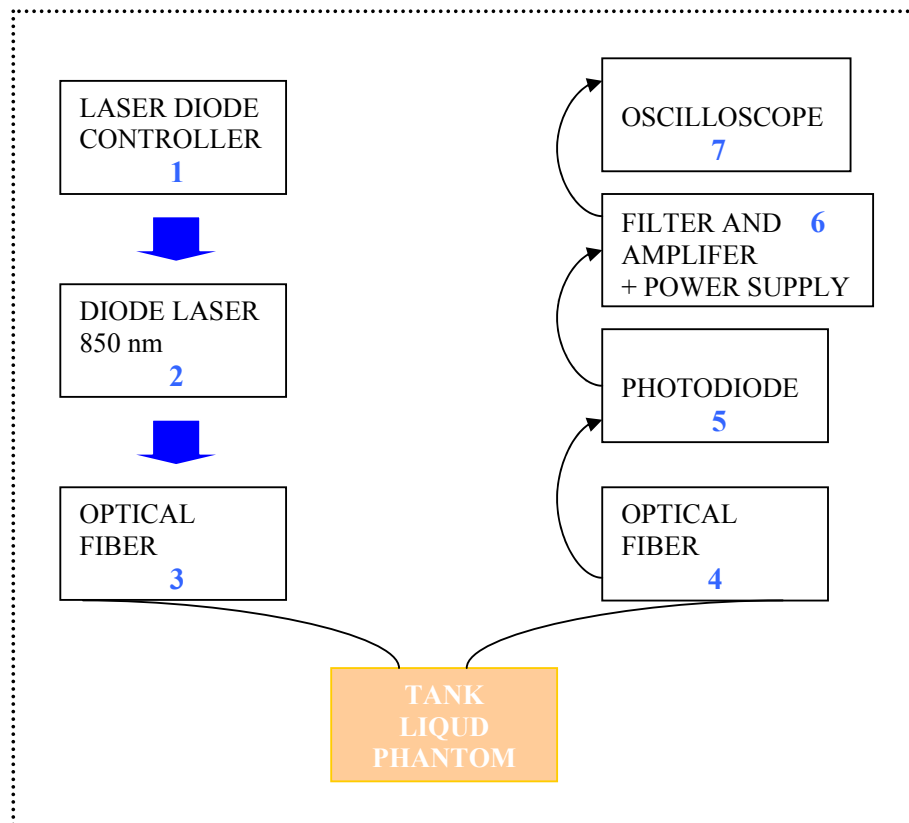 LASER DIODE
CONTROLLER
1
DIODE LASER
850 nm
2
OPTICAL
FIBER
3
TANK
LIQUD
PHANTOM
OPTICAL
FIBER
4
PHOTODIODE
5
FILTER AND 6
AMPLIFER
+ POWER SUPPLY
OSCILLOSCOPE
7